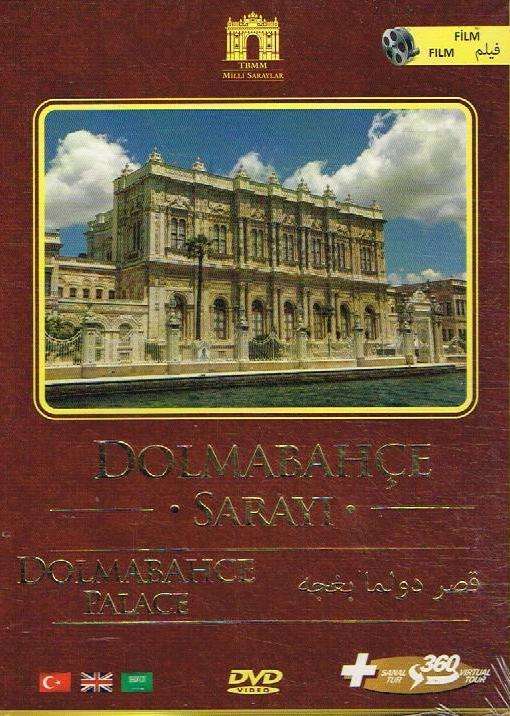 TBMM
MİLLİ SARAYLAR
FİLM
FILM فيلم
DOLMABAHÇE
· SARAYI ·
DOLMABAHCE
PALACE
قصر دولما بغجه
DVD
VIDEO
+ SANAL TUR 360 VIRTUAL TOUR